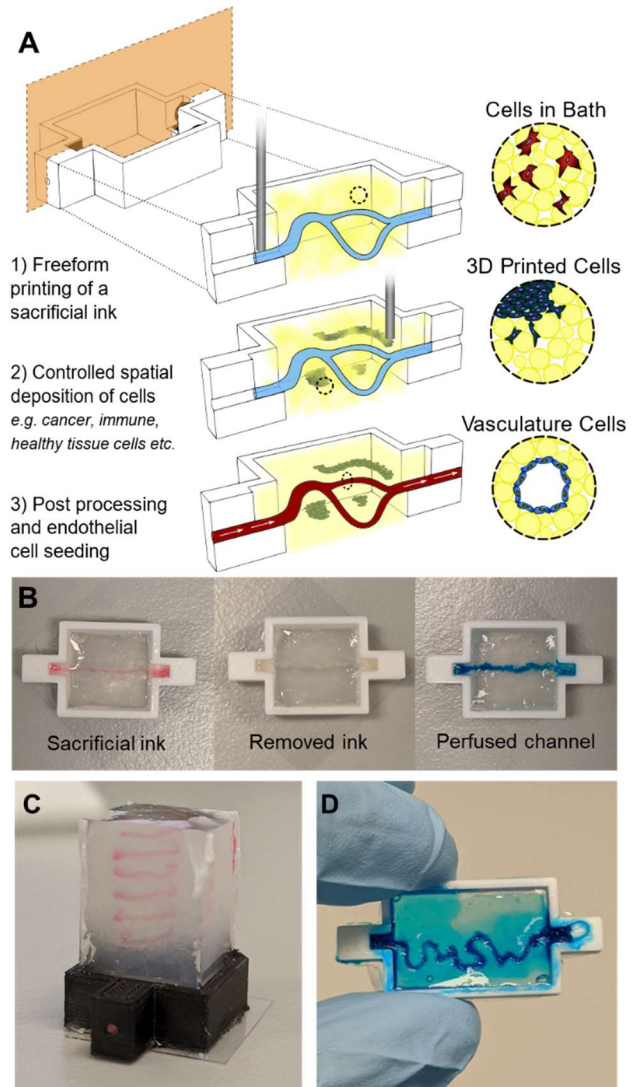 A
Cells in Bath
1) Freeform
printing of a
sacrificial ink
3D Printed Cells
2) Controlled spatial
deposition of cells
e.g. cancer, immune,
healthy tissue cells etc.
Vasculature Cells
3) Post processing
and endothelial
cell seeding
B
Sacrificial ink
Removed ink
Perfused channel
C
D